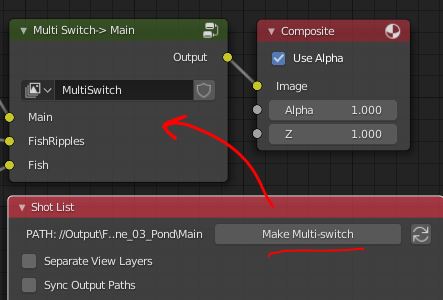 Multi Switch-> Main
Output
MultiSwitch
Main
FishRipples
Fish
Composite
Use Alpha
Image
Alpha 1.000
Z 1.000
Shot List
PATH: //Output\F..ne_03_Pond\Main
Make Multi-switch
Separate View Layers
Sync Output Paths